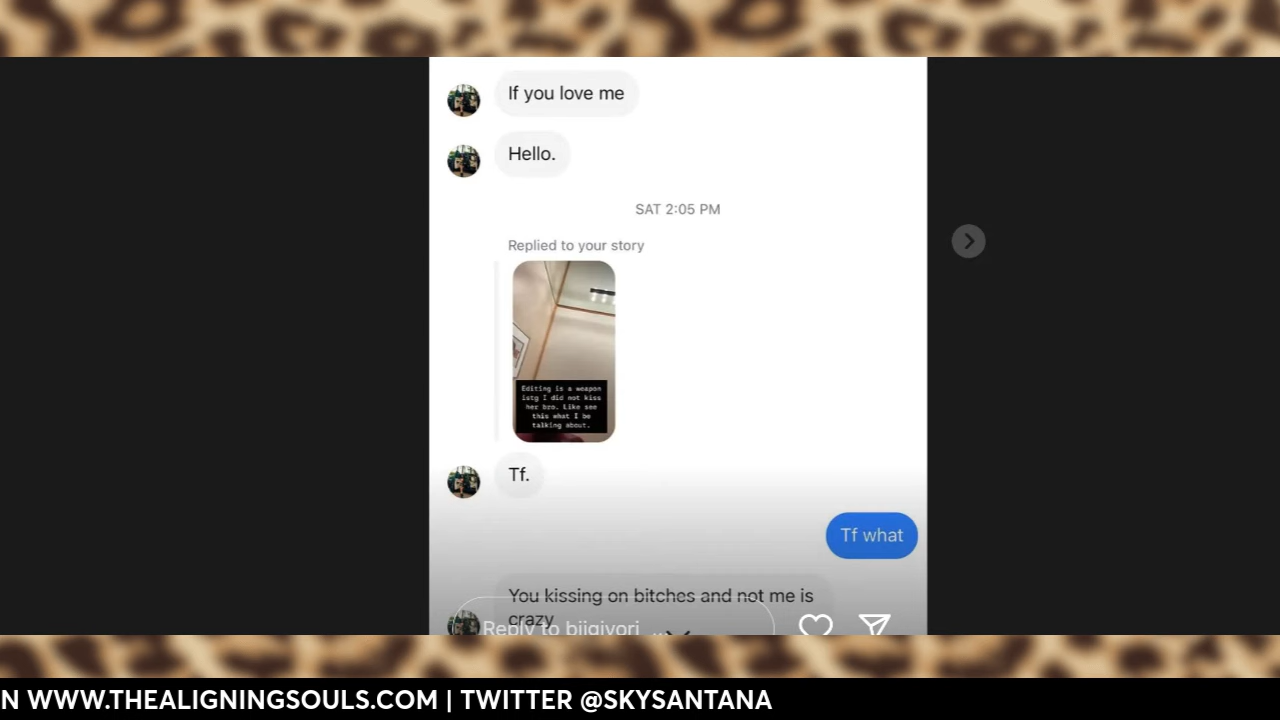 If you love me
Hello.
SAT 2:05 PM
Replied to your story
Editing is a weapon
istg I did not kiss
her bro. Like see
this what I be
talking about.
Tf.
Tf what
You kissing on bitches and not me is
crazy
Reply to bijgivori...
N WWW.THEALIGNINGSOULS.COM | TWITTER @SKYSANTANA